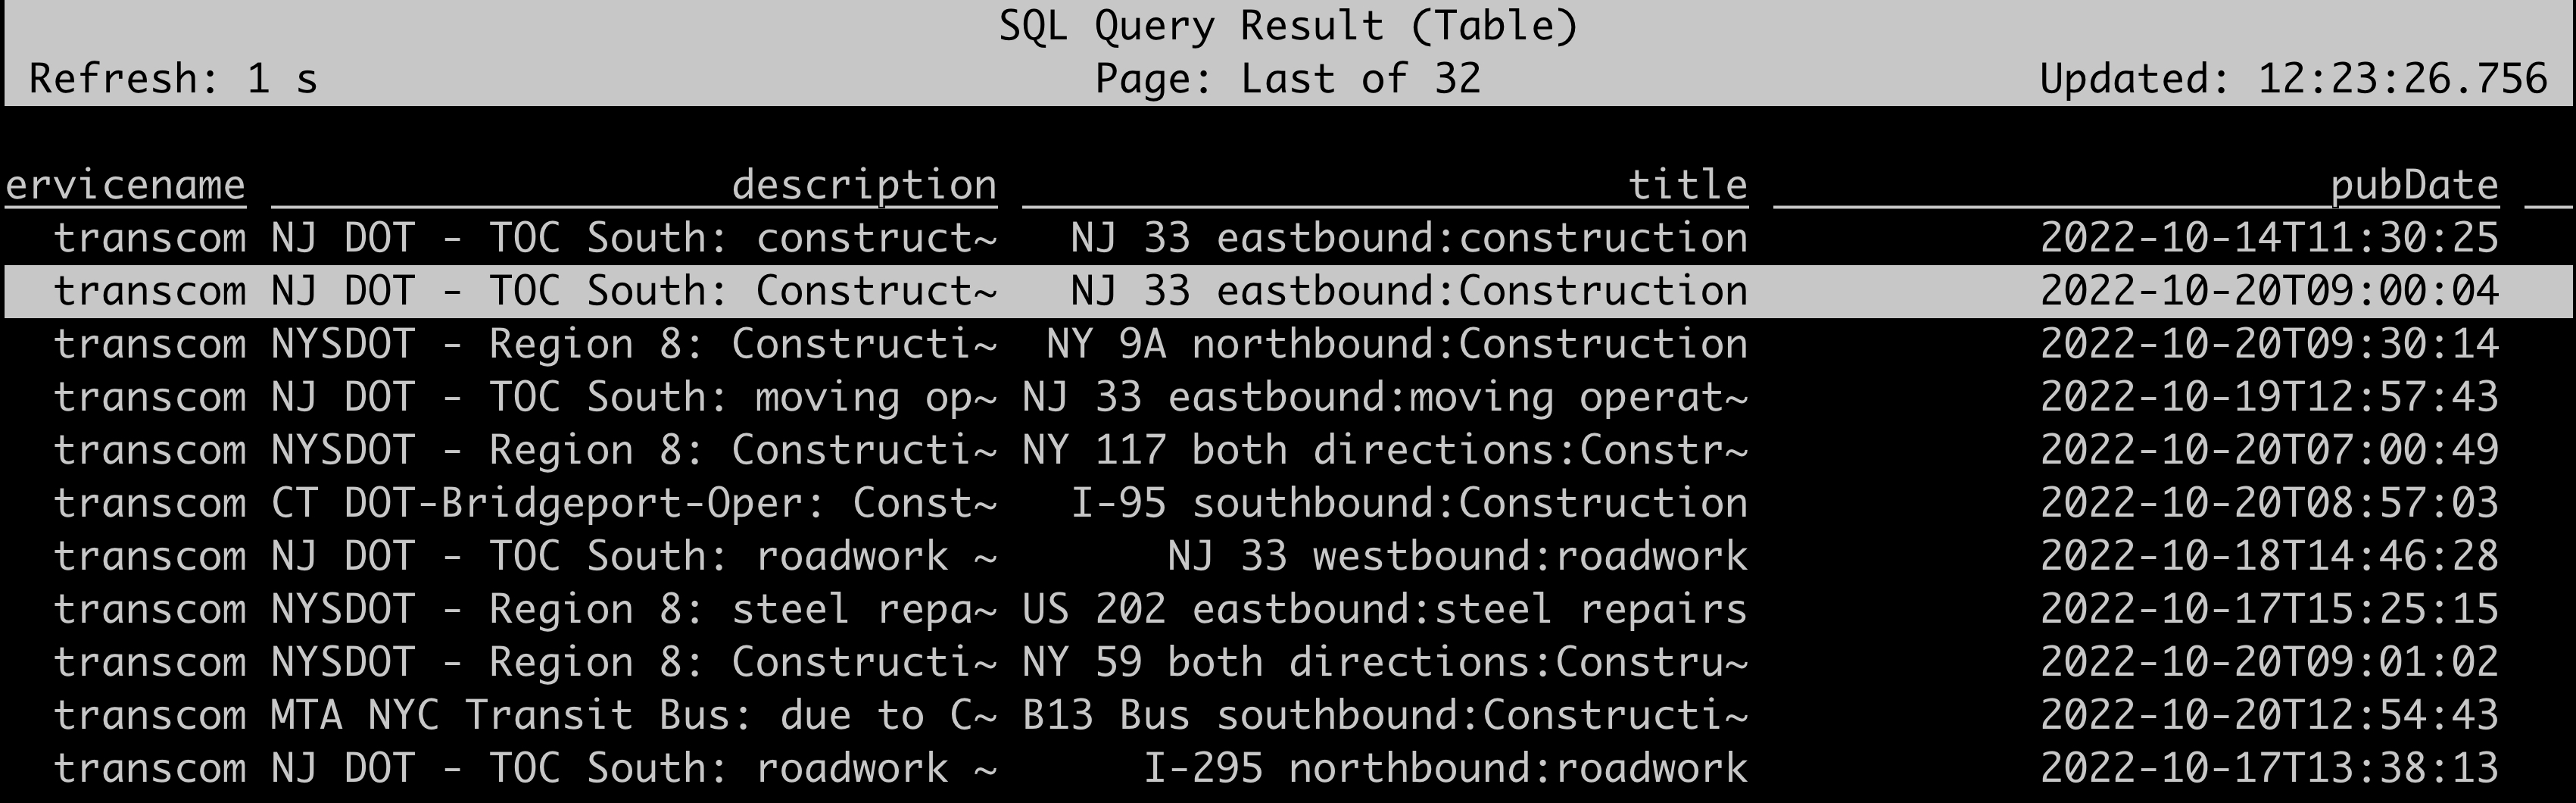 SQL Query Result (Table)
Refresh: 1 s Page: Last of 32 Updated: 12:23:26.756
ervicename description title pubDate
transcom NJ DOT - TOC South: construct~ NJ 33 eastbound:construction 2022-10-14T11:30:25
transcom NJ DOT - TOC South: Construct~ NJ 33 eastbound:Construction 2022-10-20T09:00:04
transcom NYSDOT - Region 8: Constructi~ NY 9A northbound:Construction 2022-10-20T09:30:14
transcom NJ DOT - TOC South: moving op~ NJ 33 eastbound:moving operat~ 2022-10-19T12:57:43
transcom NYSDOT - Region 8: Constructi~ NY 117 both directions:Constr~ 2022-10-20T07:00:49
transcom CT DOT-Bridgeport-Oper: Const~ I-95 southbound:Construction 2022-10-20T08:57:03
transcom NJ DOT - TOC South: roadwork ~ NJ 33 westbound:roadwork 2022-10-18T14:46:28
transcom NYSDOT - Region 8: steel repa~ US 202 eastbound:steel repairs 2022-10-17T15:25:15
transcom NYSDOT - Region 8: Constructi~ NY 59 both directions:Constru~ 2022-10-20T09:01:02
transcom MTA NYC Transit Bus: due to C~ B13 Bus southbound:Constructi~ 2022-10-20T12:54:43
transcom NJ DOT - TOC South: roadwork ~ I-295 northbound:roadwork 2022-10-17T13:38:13